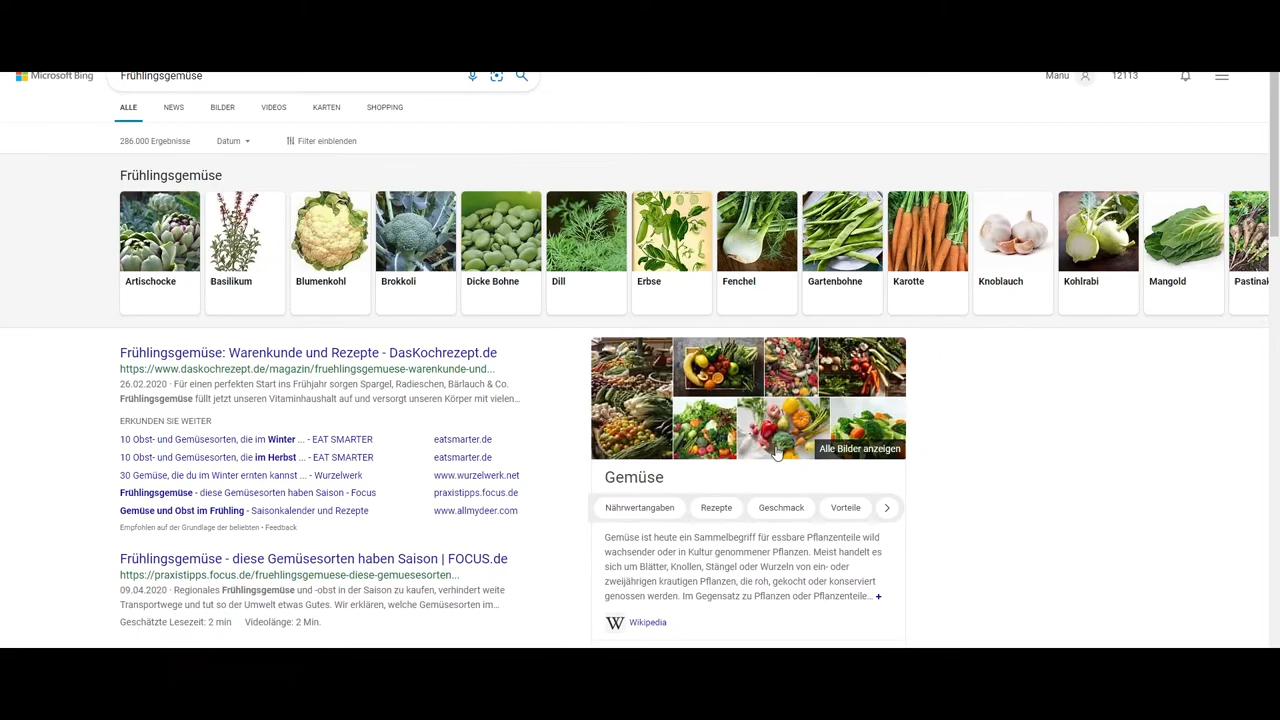 Microsoft Bing
Frühlingsgemüse
Manu
12113
ALLE
NEWS
BILDER
VIDEOS
KARTEN
SHOPPING
286.000 Ergebnisse
Datum
Filter einblenden
Frühlingsgemüse
Artischocke
Basilikum
Blumenkohl
Brokkoli
Dicke Bohne
Dill
Erbse
Fenchel
Gartenbohne
Karotte
Knoblauch
Kohlrabi
Mangold
Pastinak
Frühlingsgemüse: Warenkunde und Rezepte - DasKochrezept.de
https://www.daskochrezept.de/magazin/fruehlingsgemuese-warenkunde-und...
26.02.2020 · Für einen perfekten Start ins Frühjahr sorgen Spargel, Radieschen, Bärlauch & Co.
Frühlingsgemüse füllt jetzt unseren Vitaminhaushalt auf und versorgt unseren Körper mit vielen…
ERKUNDEN SIE WEITER
10 Obst- und Gemüsesorten, die im Winter ... - EAT SMARTER
eatsmarter.de
11 Obst- und Gemüsesorten, die im Herbst ... - EAT SMARTER
eatsmarter.de
30 Gemüse, die du im Winter ernten kannst ... - Wurzelwerk
www.wurzelwerk.net
Frühlingsgemüse - diese Gemüsesorten haben Saison - Focus
praxistipps.focus.de
Gemüse und Obst im Frühling - Saisonkalender und Rezepte
www.allmydeer.com
Empfohlen auf der Grundlage der beliebten • Feedback
Frühlingsgemüse - diese Gemüsesorten haben Saison | FOCUS.de
https://praxistipps.focus.de/fruehlingsgemuese-diese-gemuesesorten...
09.04.2020 · Regionales Frühlingsgemüse und -obst in der Saison zu kaufen, verhindert weite
Transportwege und tut so der Umwelt etwas Gutes. Wir erklären, welche Gemüsesorten im…
Geschätzte Lesezeit: 2 min
Videolänge: 2 Min.
Alle Bilder anzeigen
Gemüse
Nährwertangaben
Rezepte
Geschmack
Vorteile
Gemüse ist heute ein Sammelbegriff für essbare Pflanzenteile wild
wachsender oder in Kultur genommener Pflanzen. Meist handelt es
sich um Blätter, Knollen, Stängel oder Wurzeln von ein- oder
zweijährigen krautigen Pflanzen, die roh, gekocht oder konserviert
genossen werden. Im Gegensatz zu Pflanzen oder Pflanzenteile… +
W Wikipedia